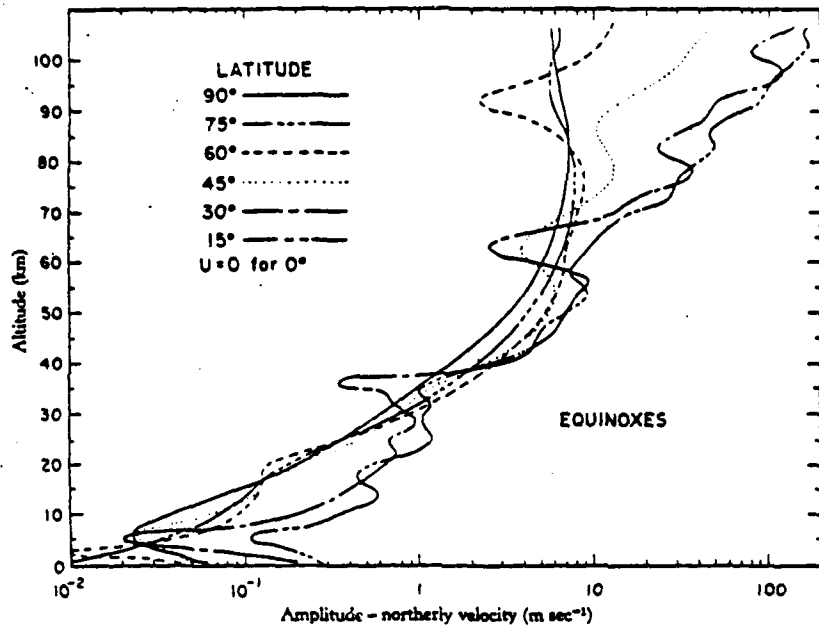 LATITUDE
90°
75°
60°
45°
30°
15°
U=0 for 0°
EQUINOXES
Altitude (km)
100
90
80
70
60
50
40
30
20
10
0
10⁻² 10⁻¹ 1 10 100
Amplitude – northerly velocity (m sec⁻¹)